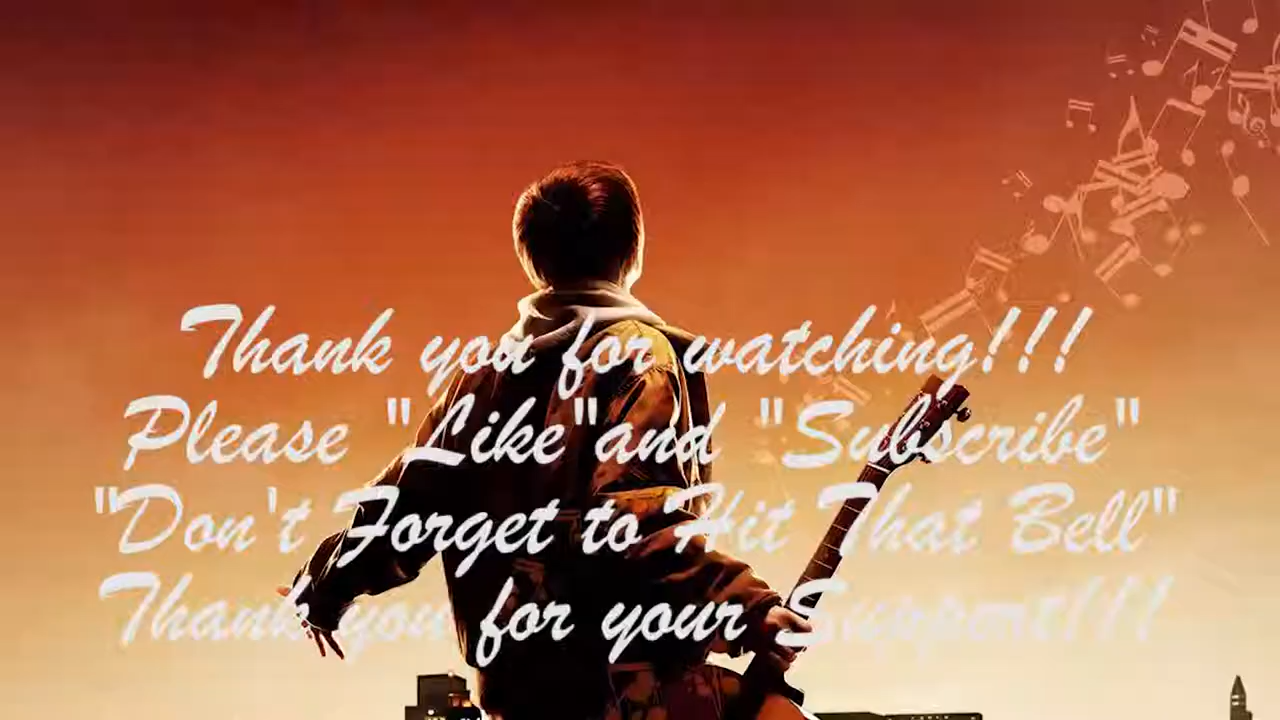 Thank you for watching!!!
Please "Like"and "Subscribe"
"Don't Forget to Hit That Bell"
Thank you for your Support!!!